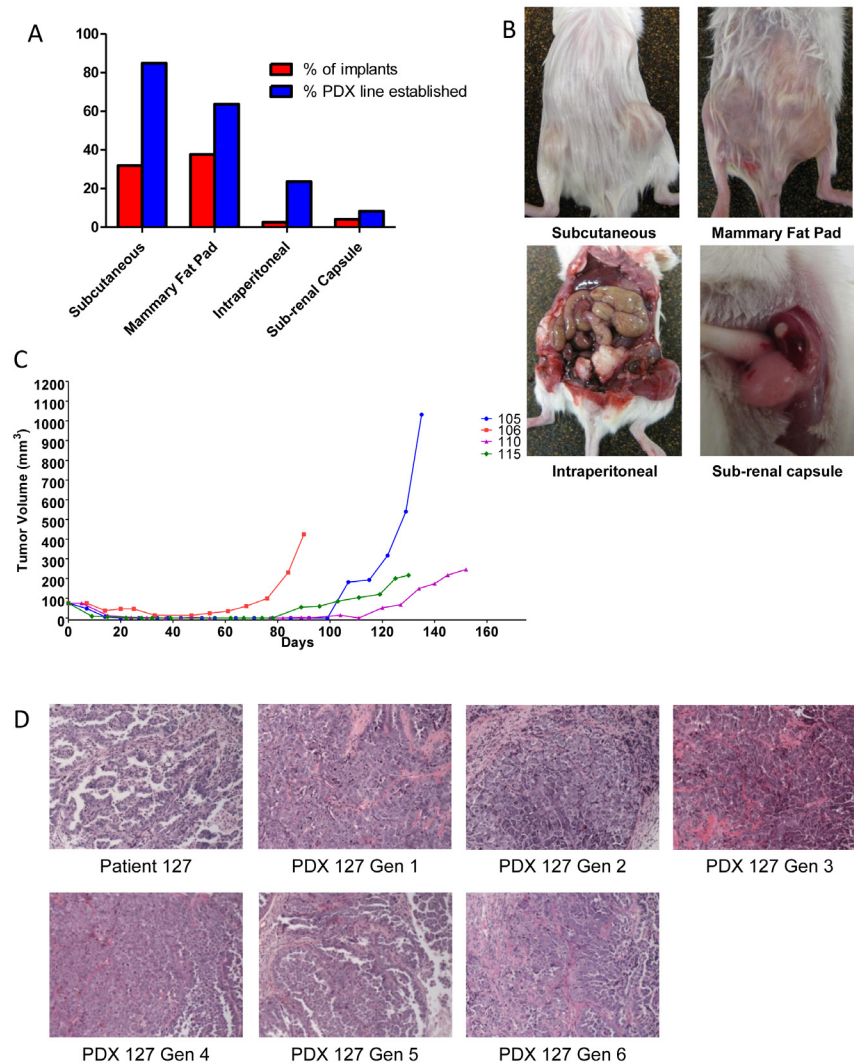 A
100
80
60
40
20
0
% of implants
% PDX line established
Subcutaneous
Mammary Fat Pad
Intraperitoneal
Sub-renal Capsule
B
Subcutaneous
Mammary Fat Pad
Intraperitoneal
Sub-renal capsule
C
Tumor Volume (mm³)
1200
1100
1000
900
800
700
600
500
400
300
200
100
0
0 20 40 60 80 100 120 140 160
Days
105
106
110
115
D
Patient 127
PDX 127 Gen 1
PDX 127 Gen 2
PDX 127 Gen 3
PDX 127 Gen 4
PDX 127 Gen 5
PDX 127 Gen 6